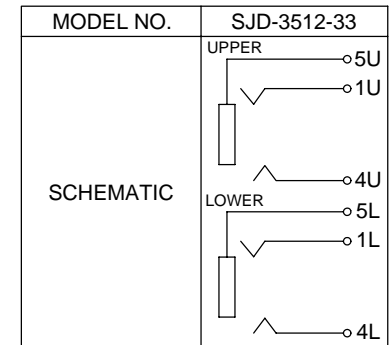 MODEL NO. SJD-3512-33
SCHEMATIC
UPPER
5U
1U
4U
LOWER
5L
1L
4L